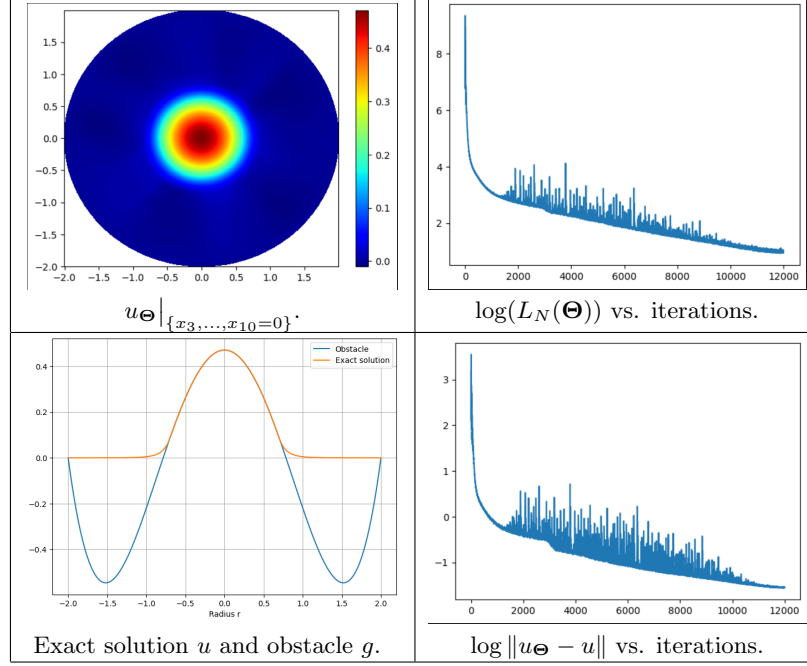 2.0
1.5
1.0
0.5
0.0
−0.5
−1.0
−1.5
−2.0
−2.0 −1.5 −1.0 −0.5 0.0 0.5 1.0 1.5
0.4
0.3
0.2
0.1
0.0
8
6
4
2
0 2000 4000 6000 8000 10000 12000
u_Θ|_{x_3,...,x_10=0}.
log(L_N(Θ)) vs. iterations.
Obstacle
Exact solution
0.4
0.2
0.0
−0.2
−0.4
−2.0 −1.5 −1.0 −0.5 0.0 0.5 1.0 1.5 2.0
Radius r
3
2
1
0
−1
0 2000 4000 6000 8000 10000 12000
Exact solution u and obstacle g.
log ‖u_Θ − u‖ vs. iterations.